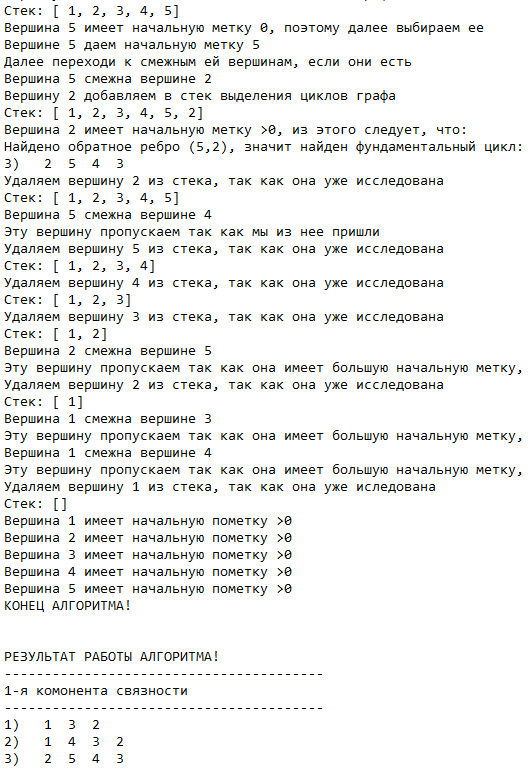 Стек: [ 1, 2, 3, 4, 5]
Вершина 5 имеет начальную метку 0, поэтому далее выбираем ее
Вершине 5 даем начальную метку 5
Далее переходи к смежным ей вершинам, если они есть
Вершина 5 смежна вершине 2
Вершину 2 добавляем в стек выделения циклов графа
Стек: [ 1, 2, 3, 4, 5, 2]
Вершина 2 имеет начальную метку >0, из этого следует, что:
Найдено обратное ребро (5,2), значит найден фундаментальный цикл:
3)   2  5  4  3
Удаляем вершину 2 из стека, так как она уже исследована
Стек: [ 1, 2, 3, 4, 5]
Вершина 5 смежна вершине 4
Эту вершину пропускаем так как мы из нее пришли
Удаляем вершину 5 из стека, так как она уже исследована
Стек: [ 1, 2, 3, 4]
Удаляем вершину 4 из стека, так как она уже исследована
Стек: [ 1, 2, 3]
Удаляем вершину 3 из стека, так как она уже исследована
Стек: [ 1, 2]
Вершина 2 смежна вершине 5
Эту вершину пропускаем так как она имеет большую начальную метку,
Удаляем вершину 2 из стека, так как она уже исследована
Стек: [ 1]
Вершина 1 смежна вершине 3
Эту вершину пропускаем так как она имеет большую начальную метку,
Вершина 1 смежна вершине 4
Эту вершину пропускаем так как она имеет большую начальную метку,
Удаляем вершину 1 из стека, так как она уже иследована
Стек: []
Вершина 1 имеет начальную пометку >0
Вершина 2 имеет начальную пометку >0
Вершина 3 имеет начальную пометку >0
Вершина 4 имеет начальную пометку >0
Вершина 5 имеет начальную пометку >0
КОНЕЦ АЛГОРИТМА!
РЕЗУЛЬТАТ РАБОТЫ АЛГОРИТМА!
---------------------------------------
1-я комонента связности
---------------------------------------
1)   1  3  2
2)   1  4  3  2
3)   2  5  4  3